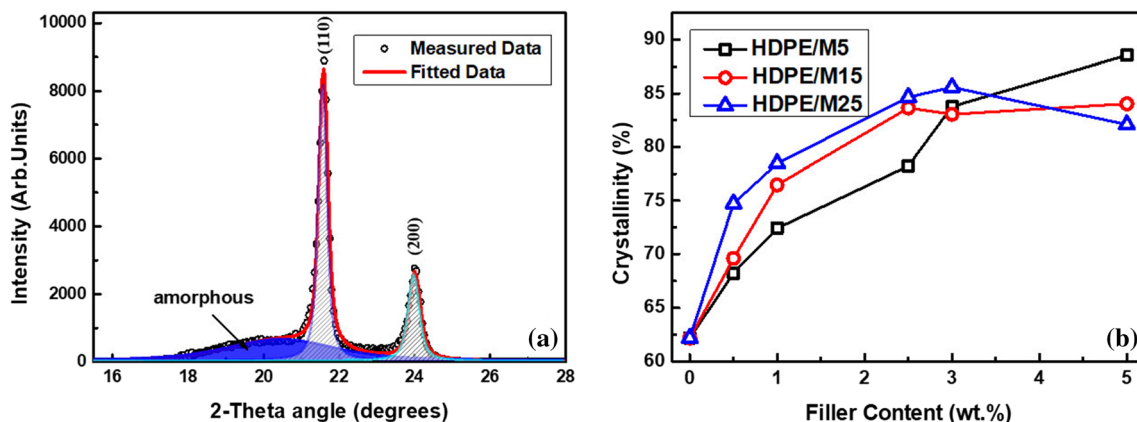 10000
8000
6000
4000
2000
0
Intensity (Arb.Units)
(110)
(200)
Measured Data
Fitted Data
amorphous
(a)
16 18 20 22 24 26 28
2-Theta angle (degrees)
90
85
80
75
70
65
60
Crystallinity (%)
HDPE/M5
HDPE/M15
HDPE/M25
(b)
0 1 2 3 4 5
Filler Content (wt.%)